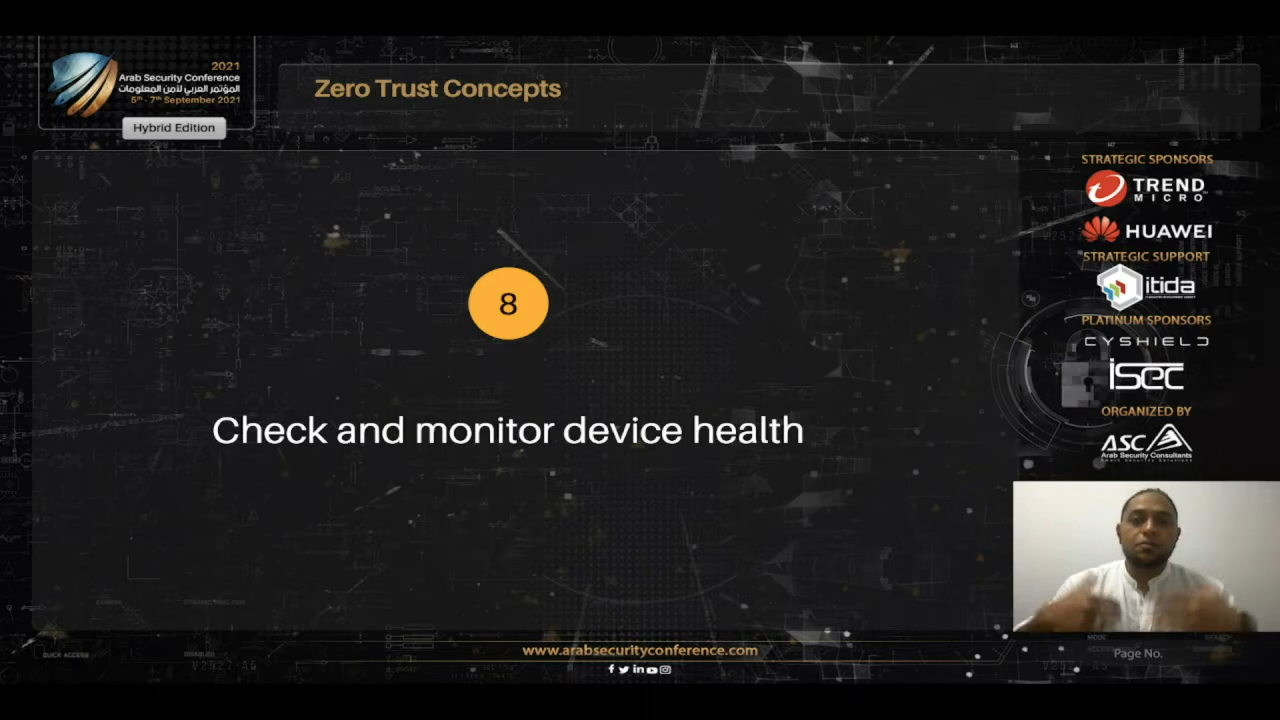 2021
Arab Security Conference
المؤتمر العربي لأمن المعلومات
5th - 7th September 2021
Hybrid Edition
Zero Trust Concepts
8
Check and monitor device health
STRATEGIC SPONSORS
TREND
MICRO
HUAWEI
STRATEGIC SUPPORT
itida
PLATINUM SPONSORS
CYSHIELD
isec
ORGANIZED BY
ASC
Arab Security Consultants
www.arabsecurityconference.com
Page No.
QUICK ACCESS